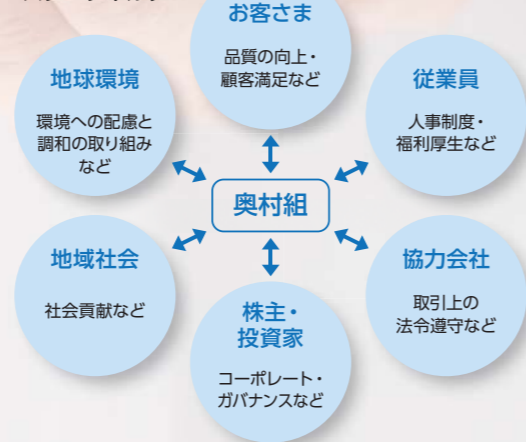 お客さま
品質の向上・
顧客満足など
地球環境
環境への配慮と
調和の取り組み
など
従業員
人事制度・
福利厚生など
奥村組
地域社会
社会貢献など
協力会社
取引上の
法令遵守など
株主・
投資家
コーポレート・
ガバナンスなど